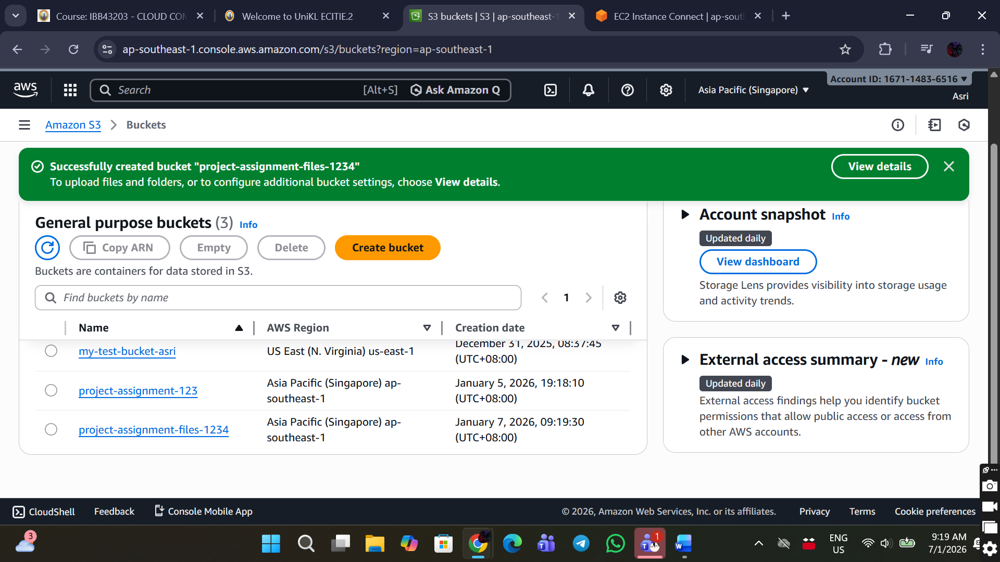 Course: IBB43203 - CLOUD CON
Welcome to UniKL ECITIE.2
S3 buckets | S3 | ap-southeast-1
EC2 Instance Connect | ap-sout
ap-southeast-1.console.aws.amazon.com/s3/buckets?region=ap-southeast-1
aws
Search
[Alt+S]
Ask Amazon Q
Asia Pacific (Singapore)
Account ID: 1671-1483-6516
Asri
Amazon S3
Buckets
Successfully created bucket "project-assignment-files-1234"
To upload files and folders, or to configure additional bucket settings, choose View details.
View details
General purpose buckets (3) Info
Copy ARN
Empty
Delete
Create bucket
Buckets are containers for data stored in S3.
Find buckets by name
1
Name
AWS Region
Creation date
my-test-bucket-asri
US East (N. Virginia) us-east-1
December 31, 2025, 08:37:45
(UTC+08:00)
project-assignment-123
Asia Pacific (Singapore) ap-
southeast-1
January 5, 2026, 19:18:10
(UTC+08:00)
project-assignment-files-1234
Asia Pacific (Singapore) ap-
southeast-1
January 7, 2026, 09:19:30
(UTC+08:00)
Account snapshot Info
Updated daily
View dashboard
Storage Lens provides visibility into storage usage
and activity trends.
External access summary - new Info
Updated daily
External access findings help you identify bucket
permissions that allow public access or access from
other AWS accounts.
CloudShell
Feedback
Console Mobile App
© 2026, Amazon Web Services, Inc. or its affiliates.
Privacy
Terms
Cookie preferences
3
1
ENG
US
9:19 AM
7/1/2026